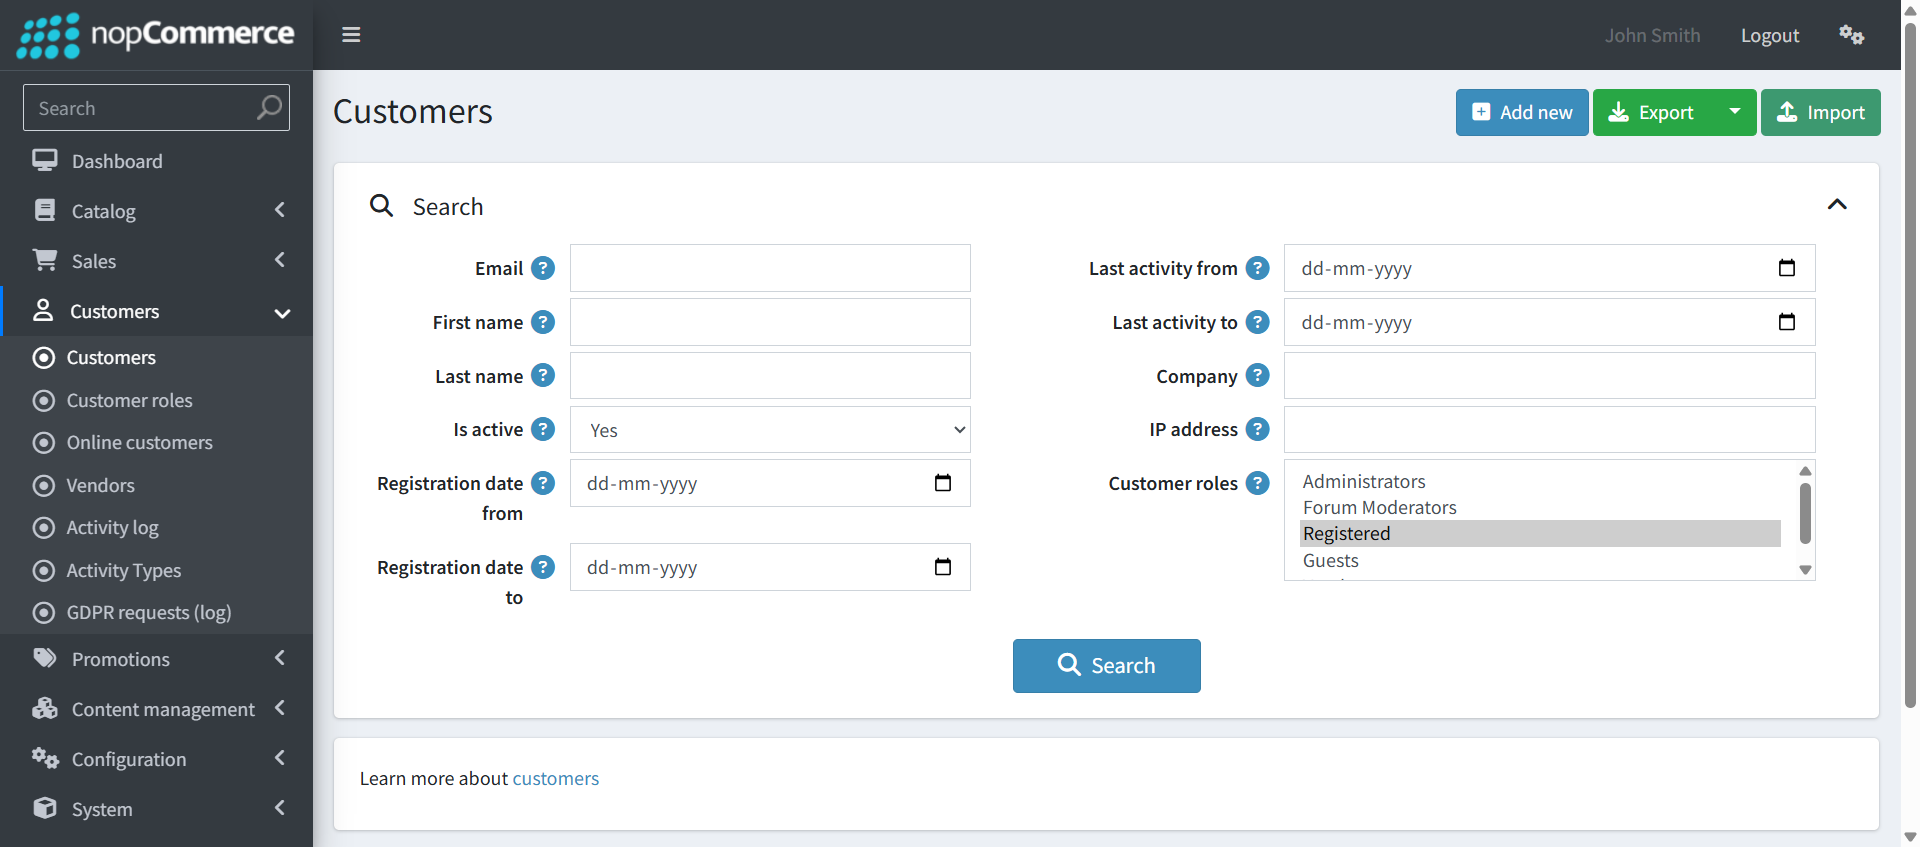 nopCommerce
John Smith
Logout
Search
Dashboard
Catalog
Sales
Customers
Customers
Customer roles
Online customers
Vendors
Activity log
Activity Types
GDPR requests (log)
Promotions
Content management
Configuration
System
Customers
Add new
Export
Import
Search
Email ?
First name ?
Last name ?
Is active ? Yes
Registration date ? dd-mm-yyyy
from
Registration date ? dd-mm-yyyy
to
Last activity from ? dd-mm-yyyy
Last activity to ? dd-mm-yyyy
Company ?
IP address ?
Customer roles ?
Administrators
Forum Moderators
Registered
Guests
Search
Learn more about customers